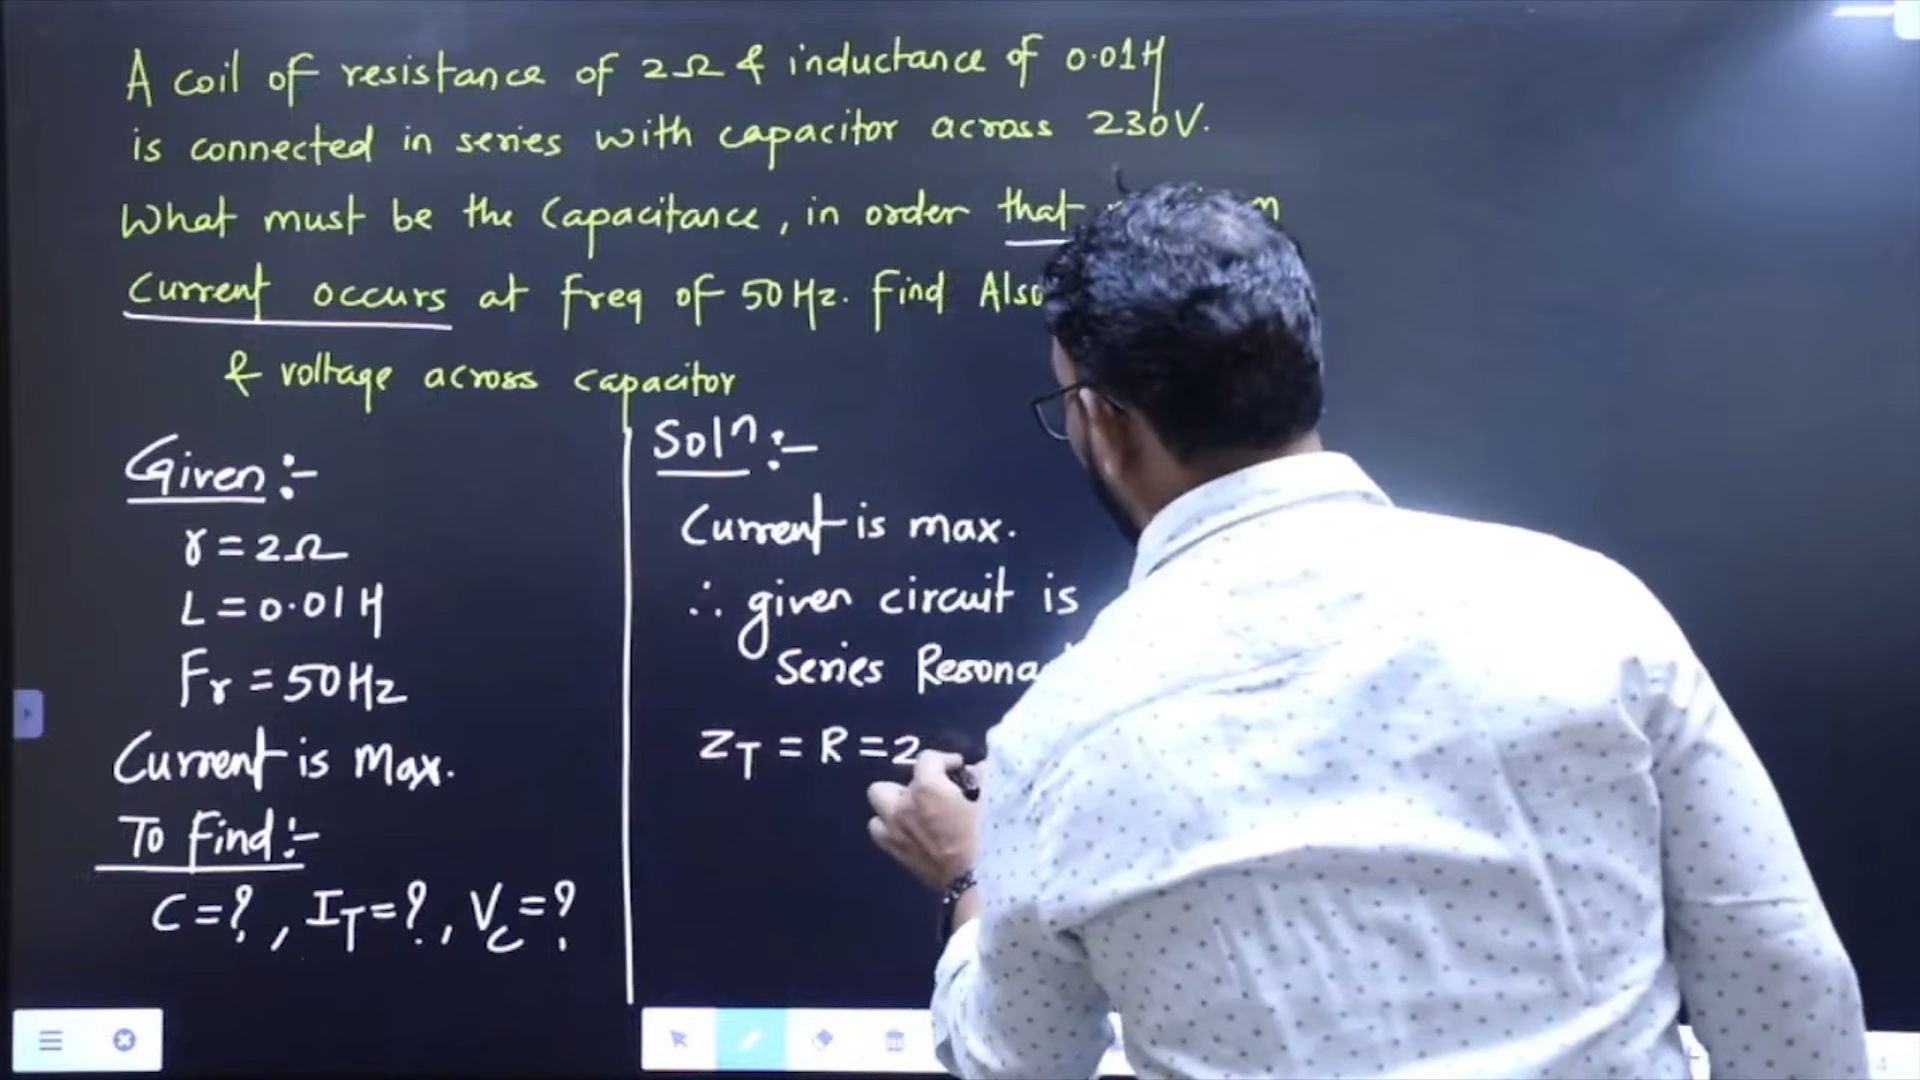 A coil of resistance of 2Ω & inductance of 0.01H
is connected in series with capacitor across 230V.
What must be the Capacitance, in order that
Current occurs at freq of 50Hz. find Also
& voltage across capacitor
Given :-
r = 2Ω
L = 0.01H
Fr = 50Hz
Current is Max.
To Find :-
C = ?, IT = ?, Vc = ?
Solⁿ :-
Current is max.
∴ given circuit is
Series
ZT = R = 2